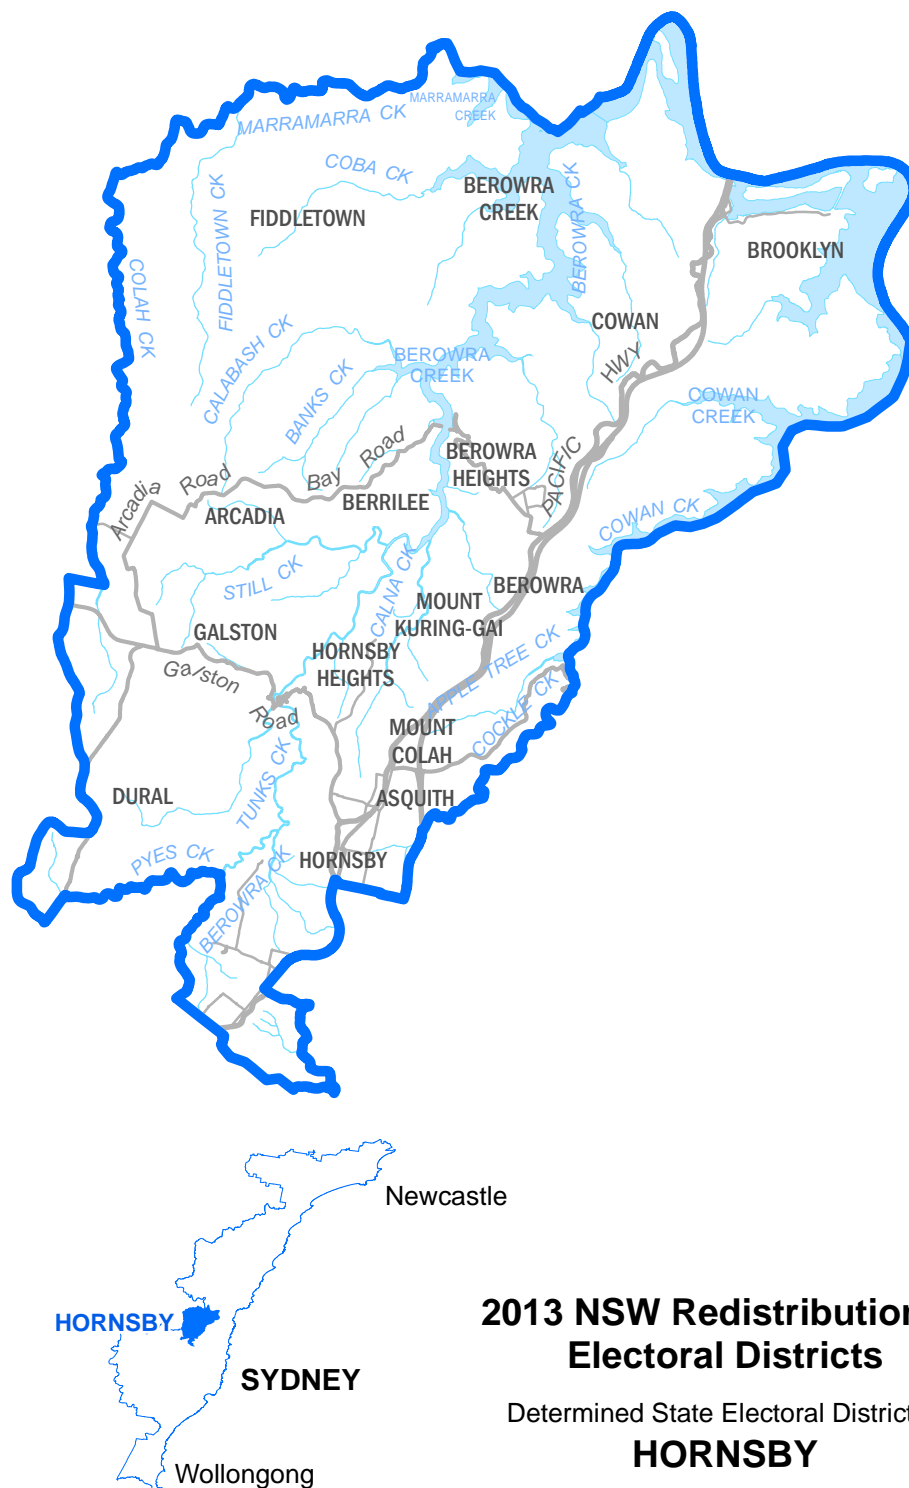 MARRAMARRA
CREEK
MARRAMARRA CK
COBA CK
BEROWRA
CREEK
FIDDLETOWN
FIDDLETOWN CK
BEROWRA CK
BROOKLYN
COLAH CK
COWAN
CALABASH CK
BANKS CK
BEROWRA
CREEK
HWY
COWAN
CREEK
Arcadia
Road
Bay
Road
BEROWRA
HEIGHTS
PACIFIC
ARCADIA
BERRILEE
COWAN CK
STILL CK
CALNA CK
BEROWRA
MOUNT
KURING-GAI
GALSTON
HORNSBY
HEIGHTS
Galston
Road
APPLE TREE CK
COCKLE CK
MOUNT
COLAH
TUNKS CK
DURAL
ASQUITH
PYES CK
HORNSBY
BEROWRA CK
Newcastle
HORNSBY
SYDNEY
Wollongong
2013 NSW Redistribution
Electoral Districts
Determined State Electoral District
HORNSBY